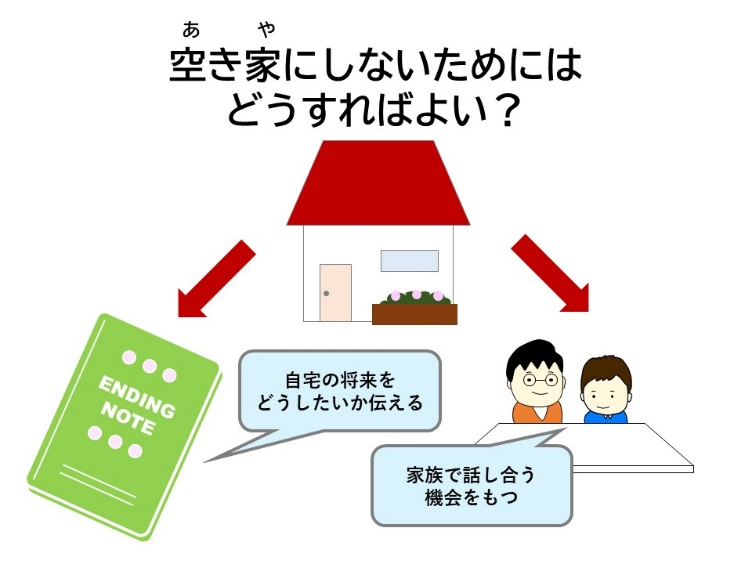 あ や
空き家にしないためには
どうすればよい？
ENDING
NOTE
自宅の将来を
どうしたいか伝える
家族で話し合う
機会をもつ